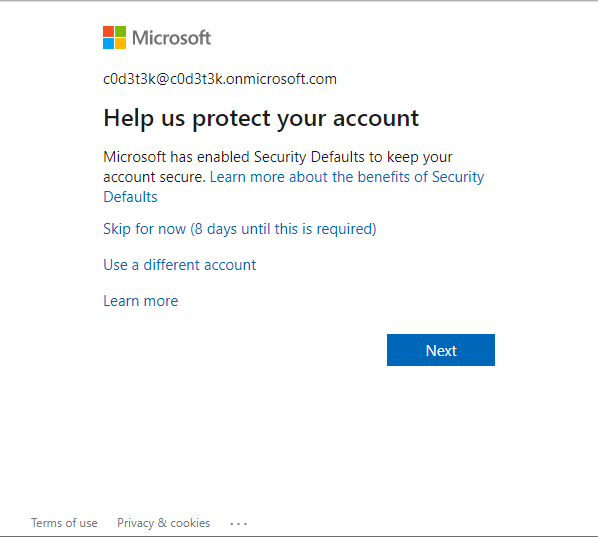 Microsoft
c0d3t3k@c0d3t3k.onmicrosoft.com
Help us protect your account
Microsoft has enabled Security Defaults to keep your
account secure. Learn more about the benefits of Security
Defaults
Skip for now (8 days until this is required)
Use a different account
Learn more
Next
Terms of use Privacy & cookies ...